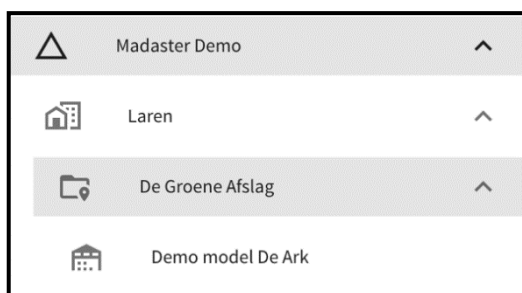 Madaster Demo
Laren
De Groene Afslag
Demo model De Ark